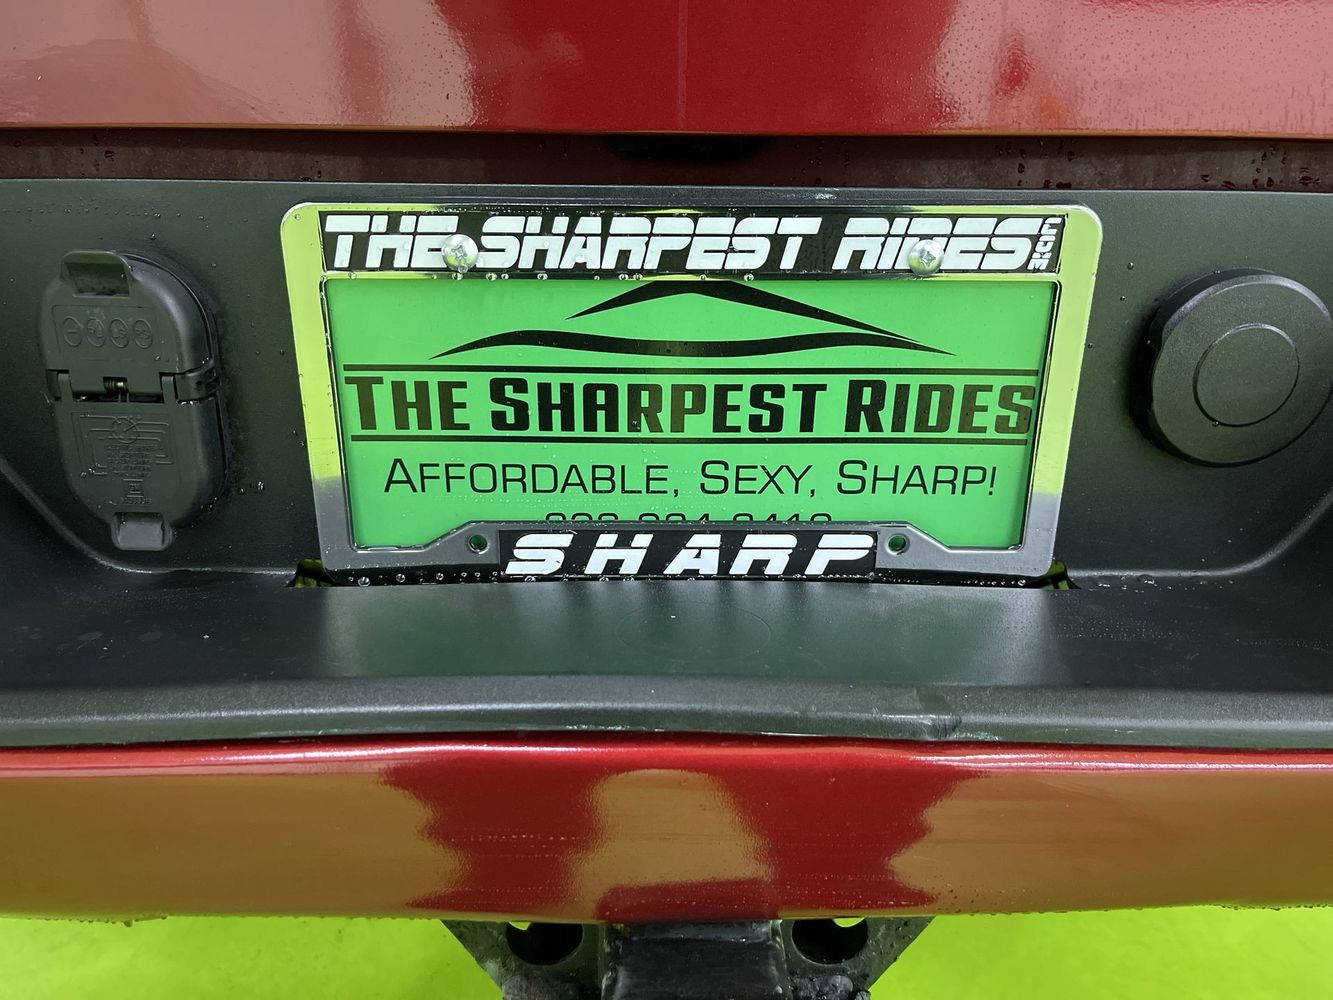 THE SHARPEST RIDES
THE SHARPEST RIDES
AFFORDABLE, SEXY, SHARP!
SHARP